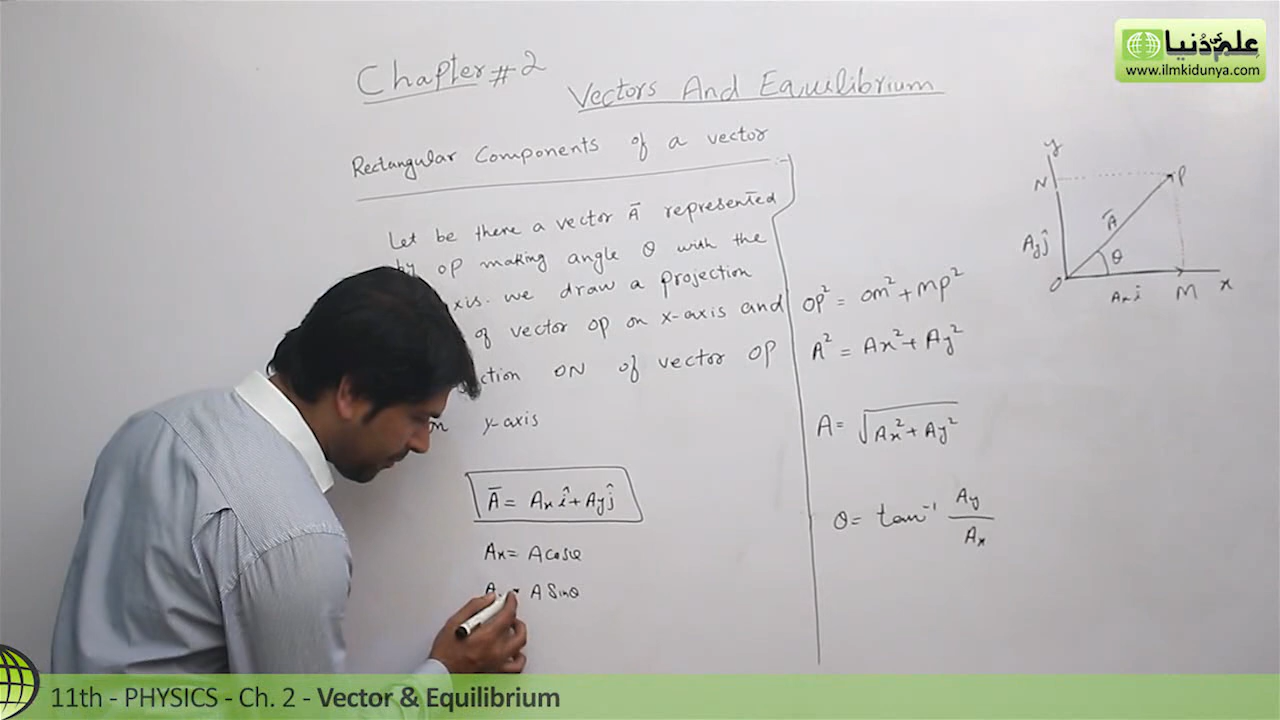 علم کی دُنیا
www.ilmkidunya.com
Chapter # 2
Vectors And Equilibrium
Rectangular Components of a vector
Let be there a vector A̅ represented
by op making angle θ with the
xis. we draw a projection
of vector op on x-axis and
ction ON of vector OP
y-axis
A̅ = Ax î + Ay ĵ
Ax = A cosθ
A = A Sinθ
OP² = OM² + MP²
A² = Ax² + Ay²
A = √Ax² + Ay²
θ = tan⁻¹ Ay / Ax
y
N
P
A̅
Ay ĵ
θ
O
Ax î
M
x
11th - PHYSICS - Ch. 2 - Vector & Equilibrium